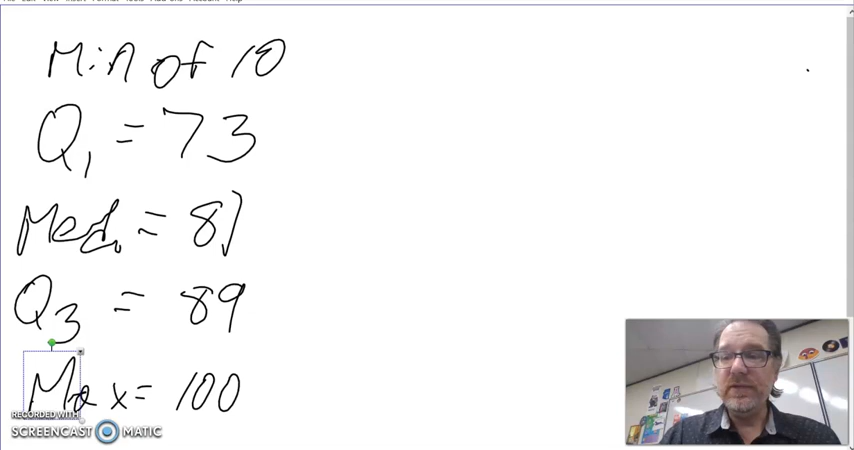 Min of 10
Q₁ = 73
Med. = 81
Q₃ = 89
Max = 100
RECORDED WITH
SCREENCAST MATIC